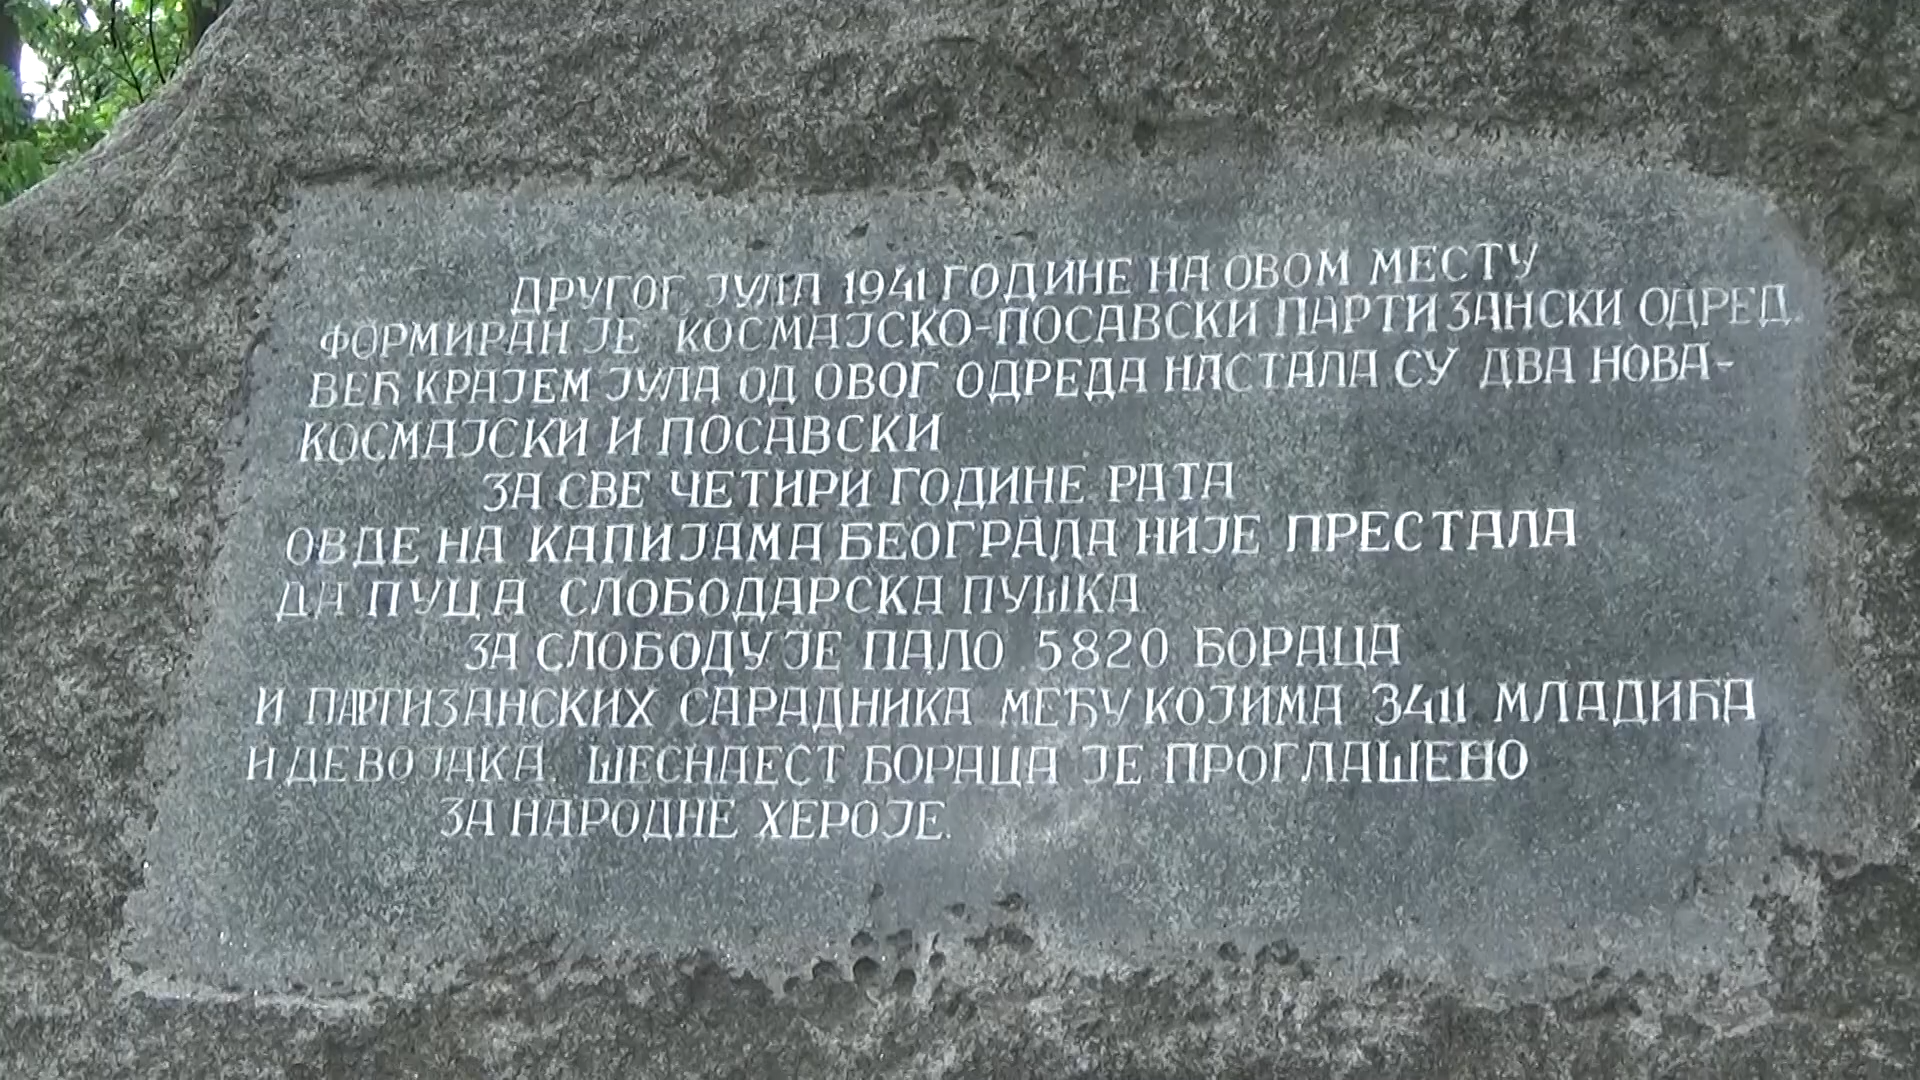 ДРУГОГ ЈУЛА 1941 ГОДИНЕ НА ОВОМ МЕСТУ
ФОРМИРАН ЈЕ КОСМАЈСКО-ПОСАВСКИ ПАРТИЗАНСКИ ОДРЕД.
ВЕЋ КРАЈЕМ ЈУЛА ОД ОВОГ ОДРЕДА НАСТАЛА СУ ДВА НОВА-
КОСМАЈСКИ И ПОСАВСКИ
ЗА СВЕ ЧЕТИРИ ГОДИНЕ РАТА
ОВДЕ НА КАПИЈАМА БЕОГРАДА НИЈЕ ПРЕСТАЛА
ДА ПУЦА СЛОБОДАРСКА ПУШКА
ЗА СЛОБОДУ ЈЕ ПАЛО 5820 БОРАЦА
И ПАРТИЗАНСКИХ САРАДНИКА МЕЂУ КОЈИМА 3411 МЛАДИЋА
И ДЕВОЈАКА. ШЕСНАЕСТ БОРАЦА ЈЕ ПРОГЛАШЕНО
ЗА НАРОДНЕ ХЕРОЈЕ.